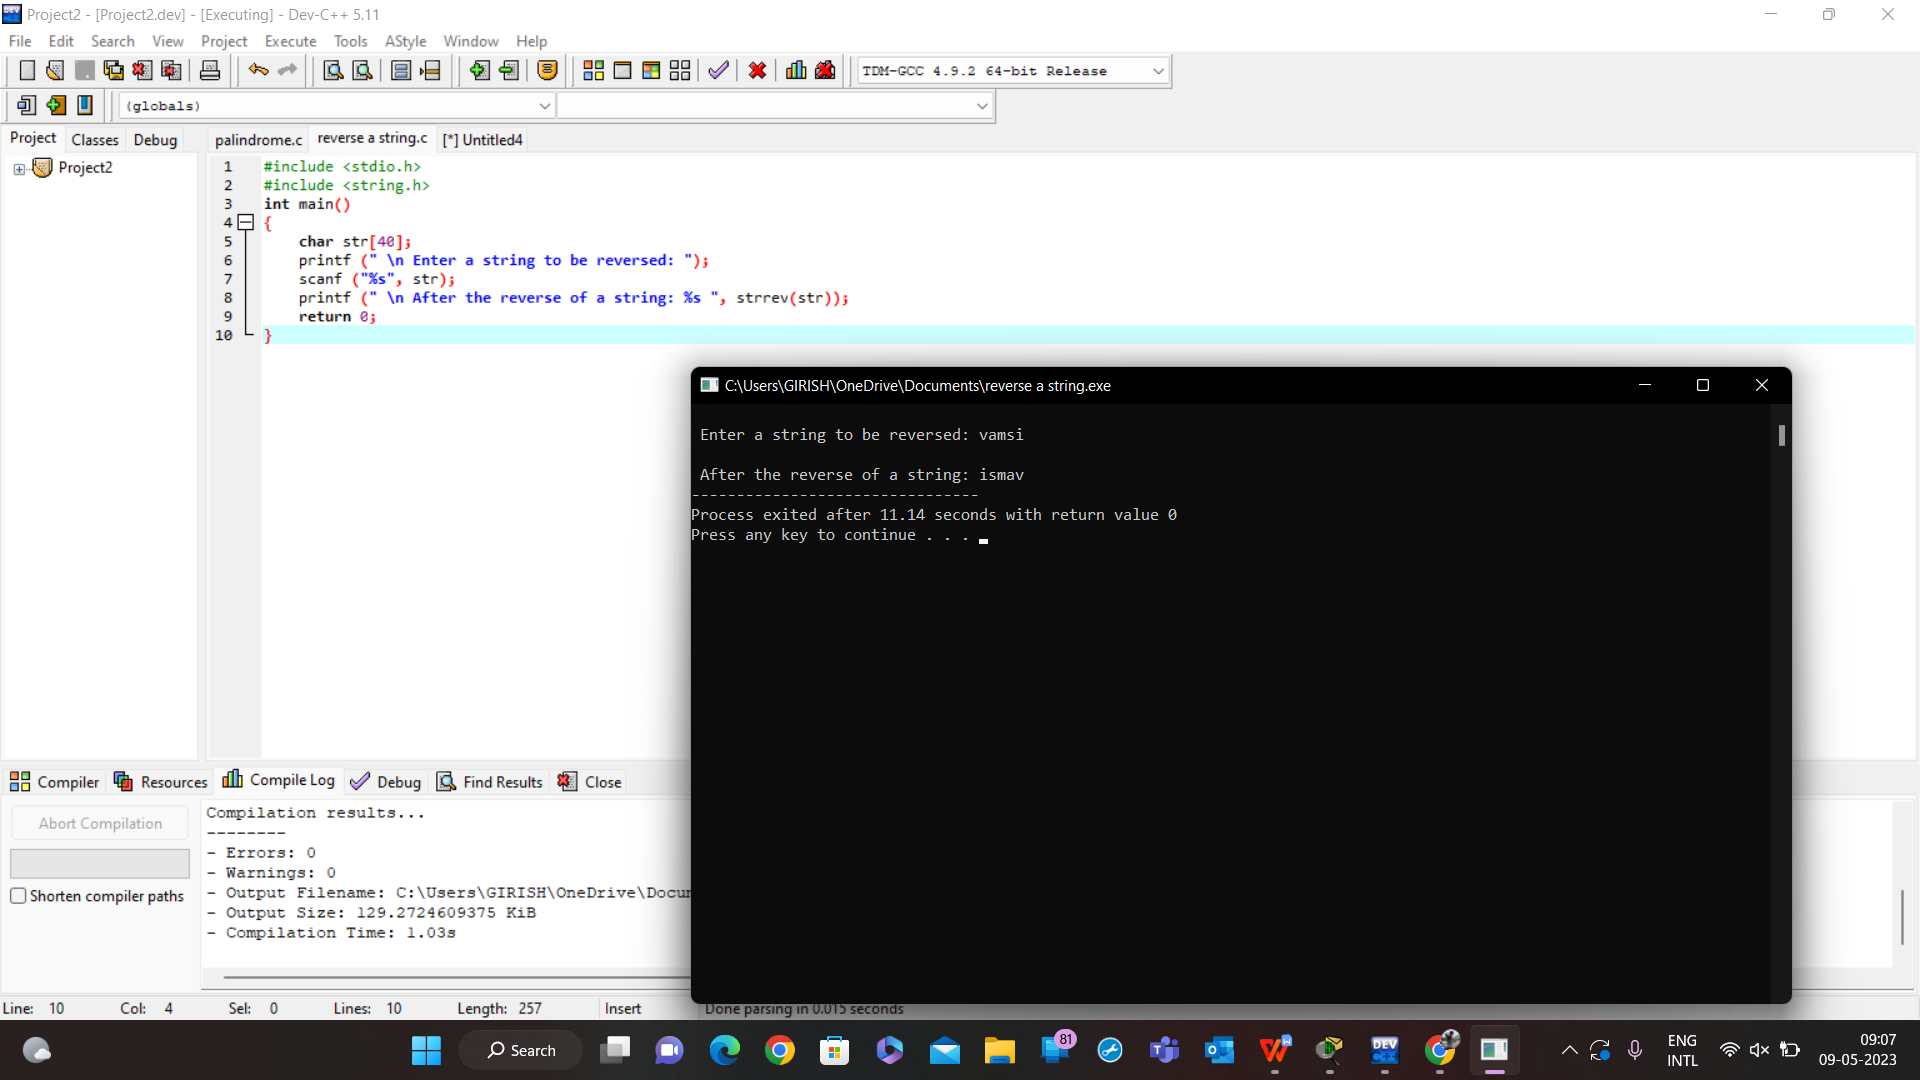 Project2 - [Project2.dev] - [Executing] - Dev-C++ 5.11
File Edit Search View Project Execute Tools AStyle Window Help
TDM-GCC 4.9.2 64-bit Release
(globals)
Project Classes Debug
palindrome.c reverse a string.c [*] Untitled4
Project2
1 #include <stdio.h>
2 #include <string.h>
3 int main()
4 {
5 char str[40];
6 printf (" \n Enter a string to be reversed: ");
7 scanf ("%s", str);
8 printf (" \n After the reverse of a string: %s ", strrev(str));
9 return 0;
10 }
C:\Users\GIRISH\OneDrive\Documents\reverse a string.exe
Enter a string to be reversed: vamsi
After the reverse of a string: ismav
--------------------------------
Process exited after 11.14 seconds with return value 0
Press any key to continue . . .
Compiler Resources Compile Log Debug Find Results Close
Abort Compilation
Shorten compiler paths
Compilation results...
--------
- Errors: 0
- Warnings: 0
- Output Filename: C:\Users\GIRISH\OneDrive\Docum
- Output Size: 129.2724609375 KiB
- Compilation Time: 1.03s
Line: 10 Col: 4 Sel: 0 Lines: 10 Length: 257 Insert Done parsing in 0.015 seconds
Search
81
DEV C++
ENG
INTL
09:07
09-05-2023